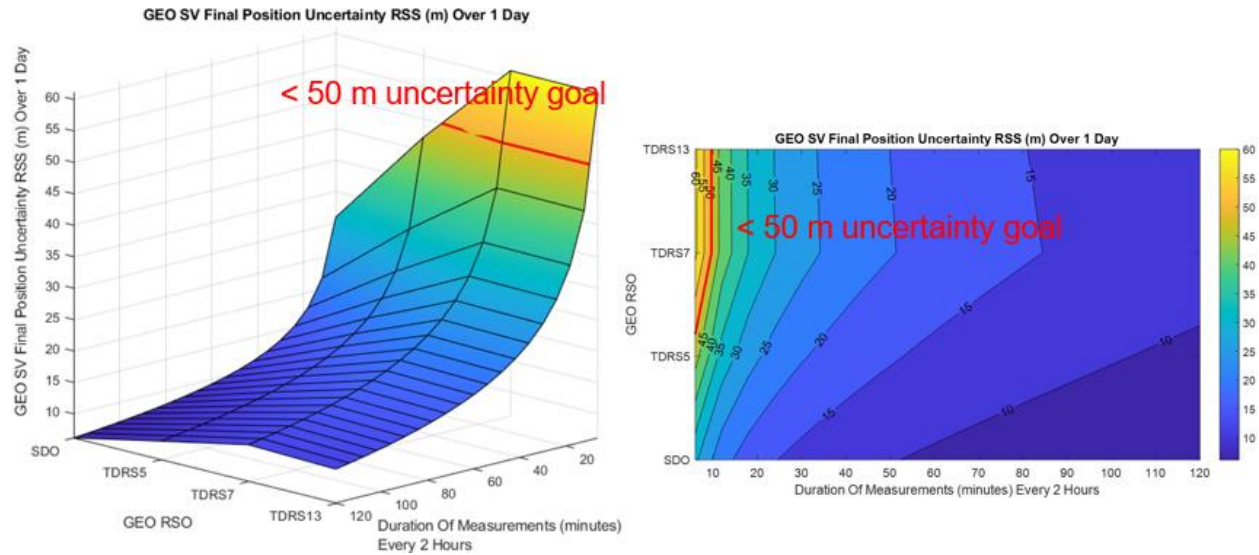 GEO SV Final Position Uncertainty RSS (m) Over 1 Day
GEO SV Final Position Uncertainty RSS (m) Over 1 Day
60
55
50
45
40
35
30
25
20
15
10
< 50 m uncertainty goal
SDO
TDRS5
TDRS7
TDRS13
GEO RSO
120
100
80
60
40
20
Duration Of Measurements (minutes)
Every 2 Hours
GEO SV Final Position Uncertainty RSS (m) Over 1 Day
TDRS13
TDRS7
TDRS5
SDO
GEO RSO
60
55
50
45
40
35
30
25
20
15
< 50 m uncertainty goal
45
40
35
30
25
20
15
15
10
10
10 20 30 40 50 60 70 80 90 100 110 120
Duration Of Measurements (minutes) Every 2 Hours
60
55
50
45
40
35
30
25
20
15
10